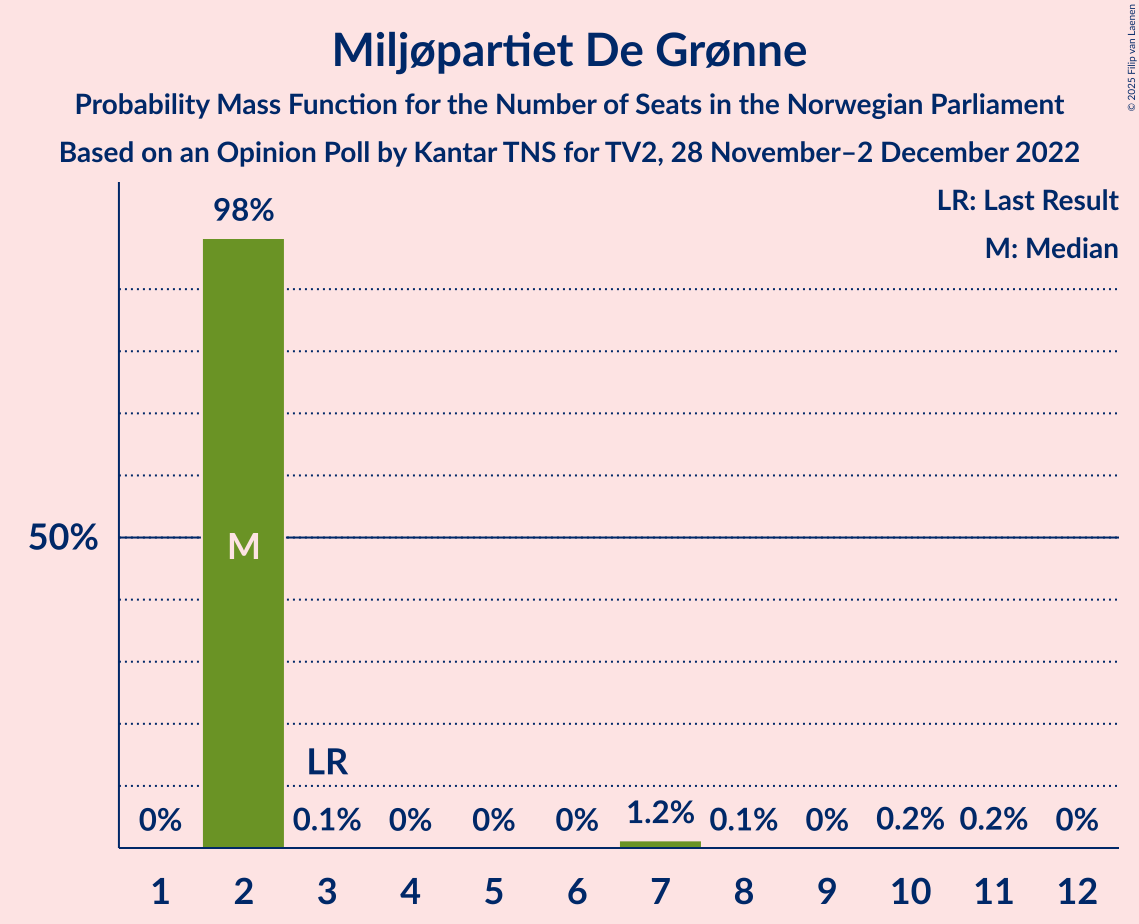 Miljøpartiet De Grønne
Probability Mass Function for the Number of Seats in the Norwegian Parliament
Based on an Opinion Poll by Kantar TNS for TV2, 28 November–2 December 2022
© 2025 Filip van Laenen
LR: Last Result
M: Median
98%
50%
M
LR
0% 0.1% 0% 0% 0% 1.2% 0.1% 0% 0.2% 0.2% 0%
1 2 3 4 5 6 7 8 9 10 11 12